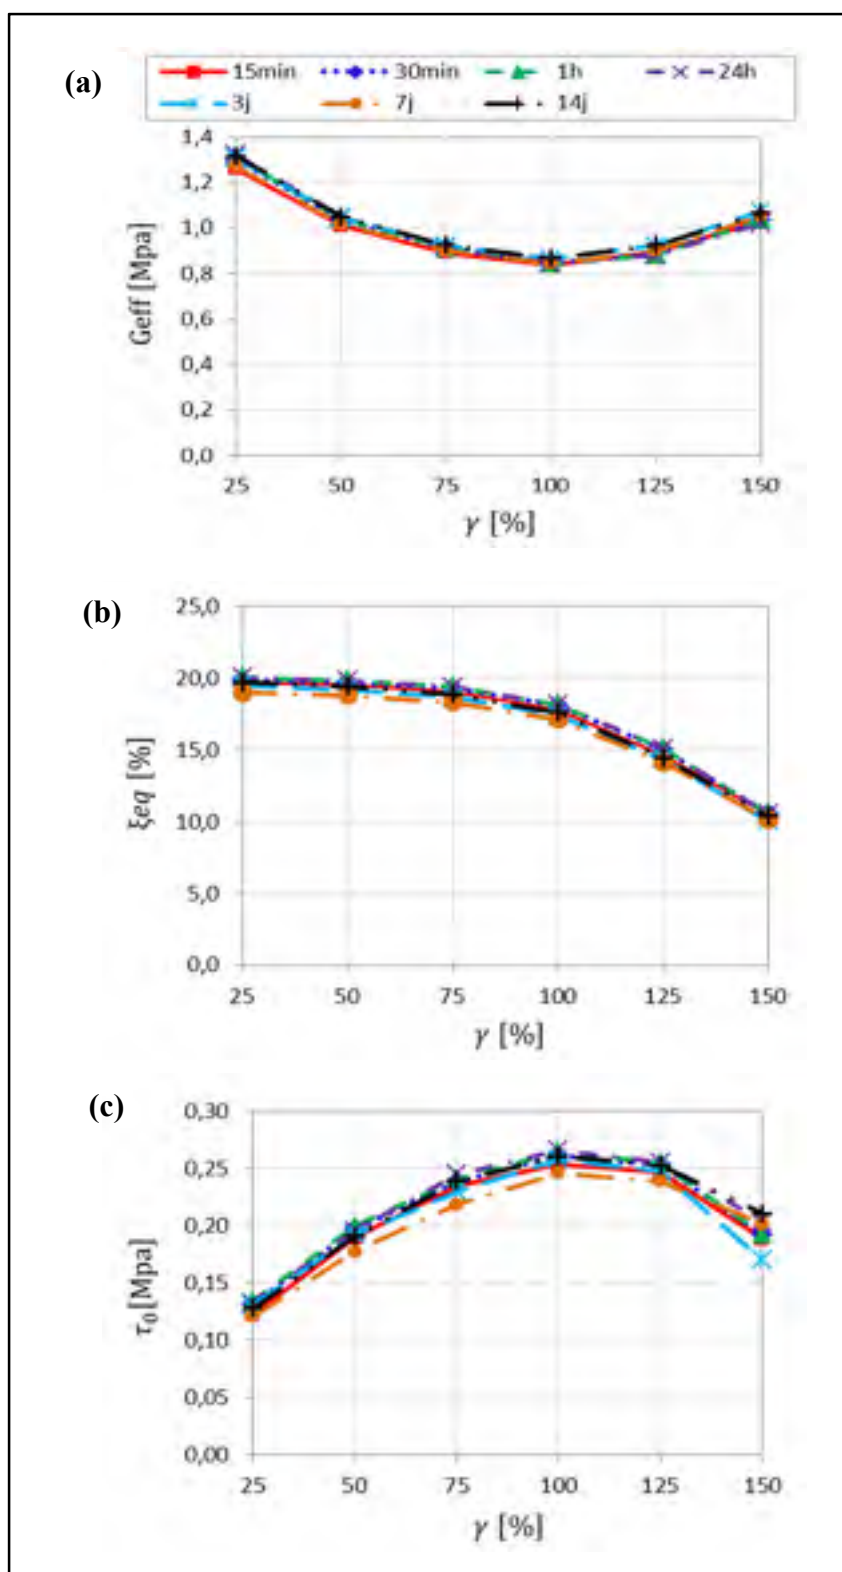 (a)
15min 30min 1h 24h
3j 7j 14j
1,4
1,2
1,0
0,8
0,6
0,4
0,2
0,0
Geff [Mpa]
25 50 75 100 125 150
γ [%]
(b)
25,0
20,0
15,0
10,0
5,0
0,0
ξeq [%]
25 50 75 100 125 150
γ [%]
(c)
0,30
0,25
0,20
0,15
0,10
0,05
0,00
τ₀[Mpa]
25 50 75 100 125 150
γ [%]